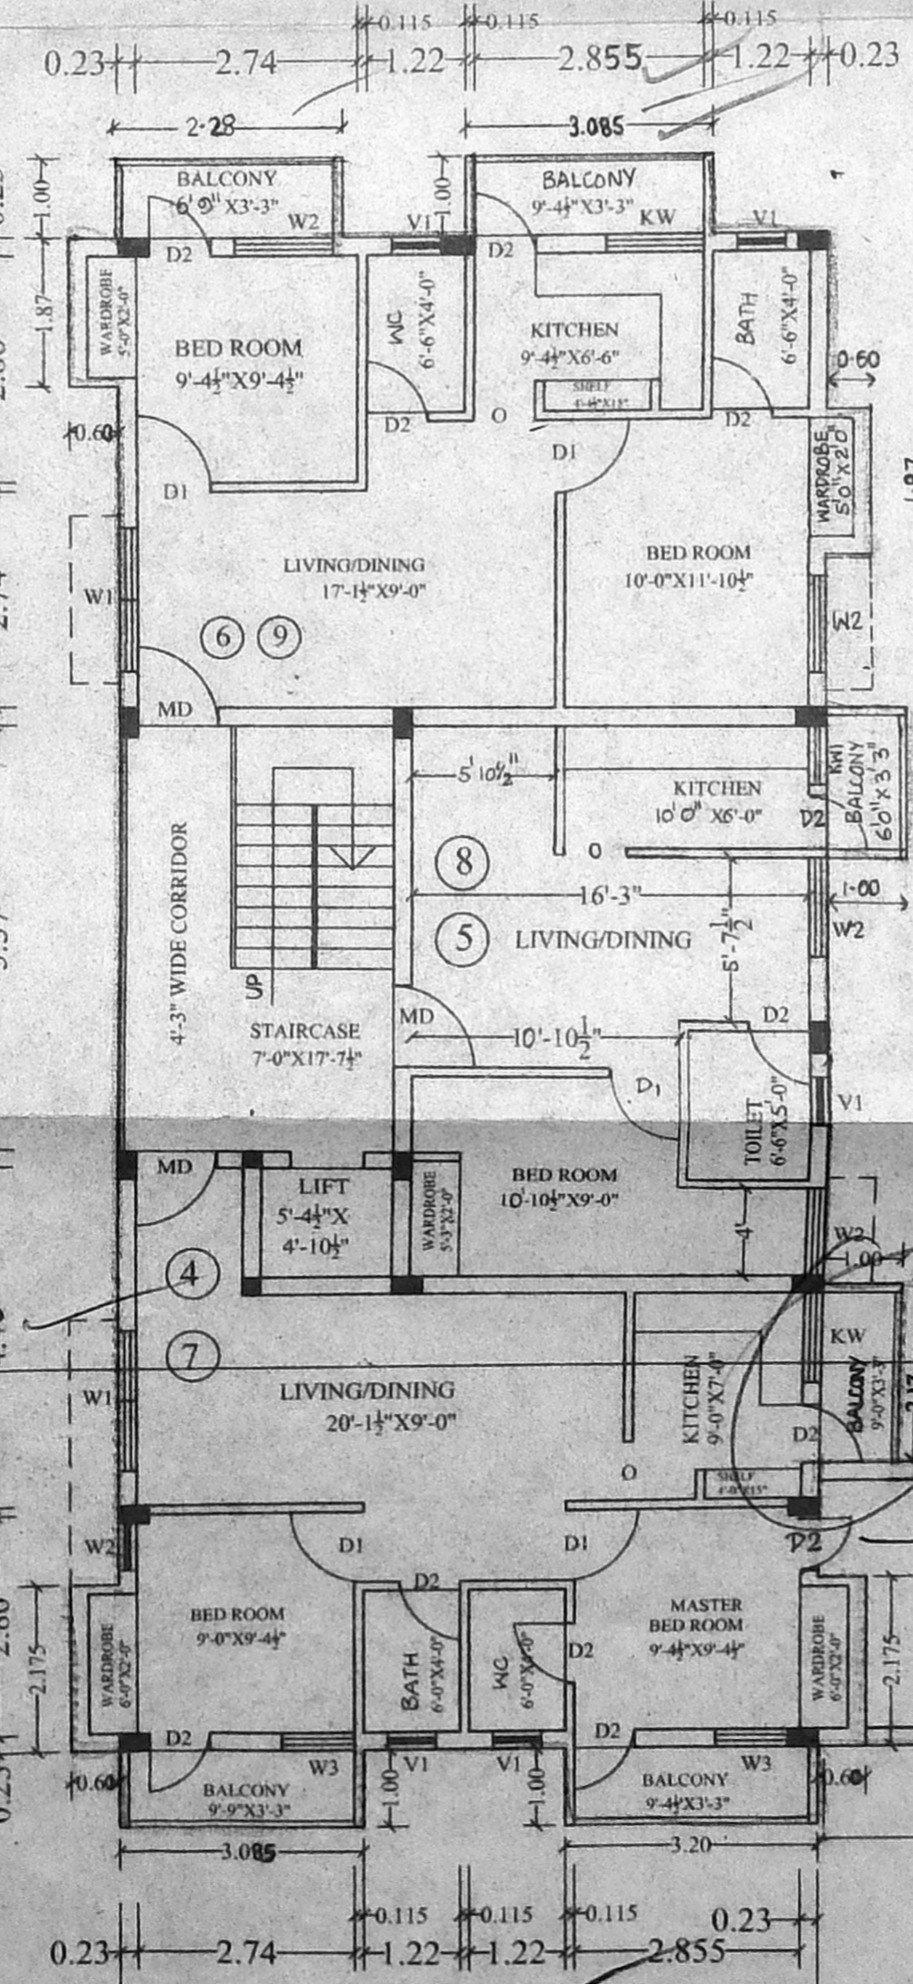 0.115
0.115
0.115
0.23
2.74
1.22
2.855
1.22
0.23
2.28
3.085
1.00
1.00
BALCONY
6'9" X3'-3"
BALCONY
9'-4½"X3'-3"
W2
V1
KW
V1
D2
D2
WARDROBE
5'-0"X2'-0"
1.87
BED ROOM
9'-4½"X9'-4½"
WC
6'-6"X4'-0"
KITCHEN
9'-4½"X6'-6"
SHELF
BATH
6'-6"X4'-0"
0.60
D2
O
D2
0.60
D1
D1
WARDROBE
5'0"X2'0"
1.87
LIVING/DINING
17'-1½"X9'-0"
BED ROOM
10'-0"X11'-10½"
W1
W2
6
9
MD
5'10½"
KITCHEN
10'0" X6'-0"
KW1
BALCONY
6'0"X3'3"
D2
4'-3" WIDE CORRIDOR
8
O
16'-3"
1.00
W2
5
LIVING/DINING
5'-7½"
UP
STAIRCASE
7'-0"X17'-7½"
MD
10'-10½"
D2
D1
TOILET
6'-6"X5'-0"
V1
MD
LIFT
5'-4½"X
4'-10½"
WARDROBE
5'-3"X2'-0"
BED ROOM
10'-10½"X9'-0"
4'
W2
1.00
4
7
KW
W1
LIVING/DINING
20'-1½"X9'-0"
KITCHEN
9'-0"X7'-0"
BALCONY
9'-0"X3'-3"
D2
O
SHELF
4'-0"X15"
W2
D1
D1
D2
D2
BED ROOM
9'-0"X9'-4½"
MASTER
BED ROOM
9'-4½"X9'-4½"
2.175
WARDROBE
6'-0"X2'-0"
BATH
6'-0"X4'-0"
WC
6'-0"X4'-0"
D2
WARDROBE
6'-0"X2'-0"
2.175
D2
D2
W3
V1
V1
W3
0.60
BALCONY
9'-9"X3'-3"
1.00
1.00
BALCONY
9'-4½"X3'-3"
0.60
3.085
3.20
0.115
0.115
0.115
0.23
0.23
2.74
1.22
1.22
2.855